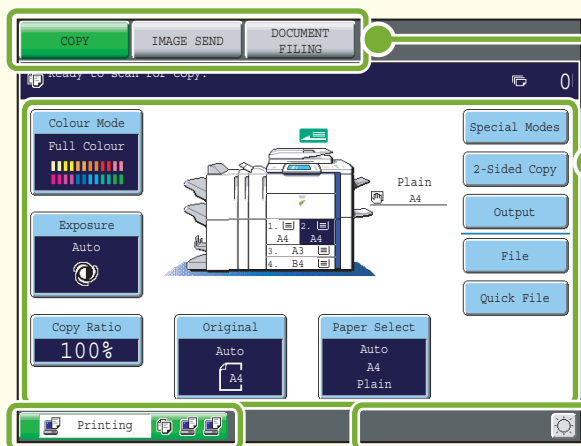 COPY
IMAGE SEND
DOCUMENT
FILING
Ready to scan for copy.
0
Colour Mode
Full Colour
Exposure
Auto
Copy Ratio
100%
Original
Auto
A4
Paper Select
Auto
A4
Plain
Plain
A4
1. 2.
A4 A4
3. A3
4. B4
Special Modes
2-Sided Copy
Output
File
Quick File
Printing